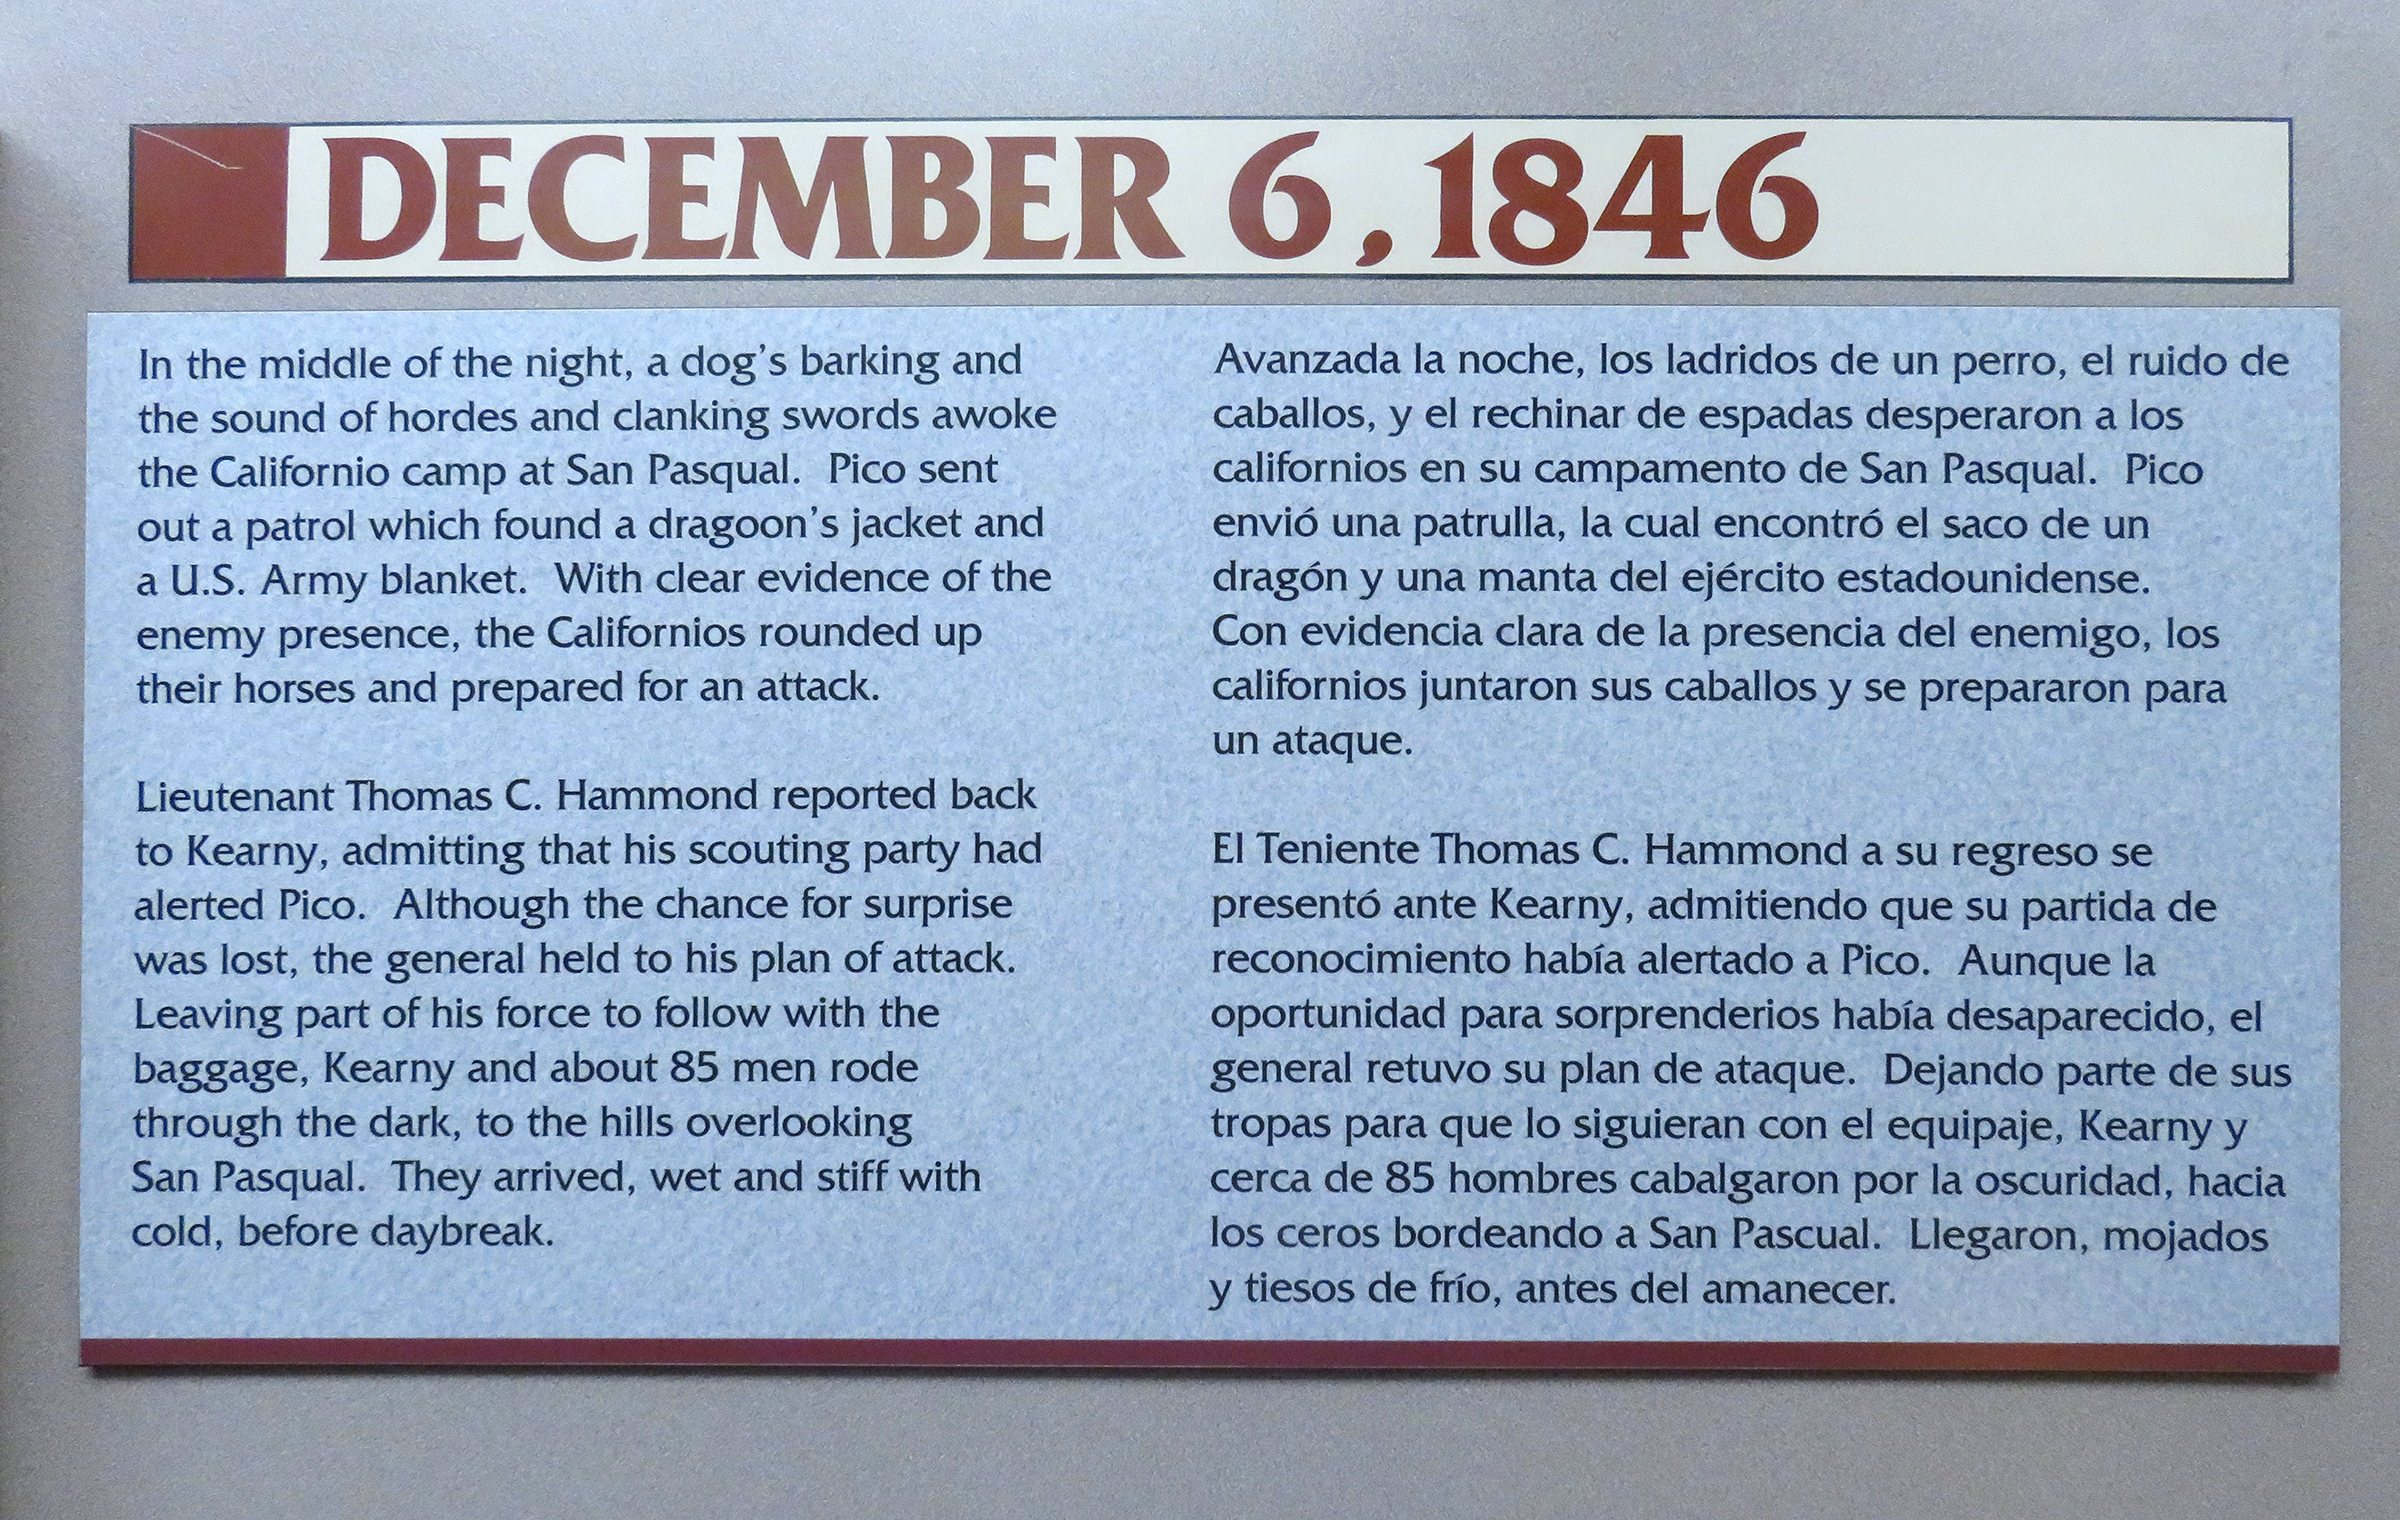 DECEMBER 6, 1846
In the middle of the night, a dog's barking and
the sound of hordes and clanking swords awoke
the Californio camp at San Pasqual. Pico sent
out a patrol which found a dragoon's jacket and
a U.S. Army blanket. With clear evidence of the
enemy presence, the Californios rounded up
their horses and prepared for an attack.
Lieutenant Thomas C. Hammond reported back
to Kearny, admitting that his scouting party had
alerted Pico. Although the chance for surprise
was lost, the general held to his plan of attack.
Leaving part of his force to follow with the
baggage, Kearny and about 85 men rode
through the dark, to the hills overlooking
San Pasqual. They arrived, wet and stiff with
cold, before daybreak.
Avanzada la noche, los ladridos de un perro, el ruido de
caballos, y el rechinar de espadas desperaron a los
californios en su campamento de San Pasqual. Pico
envió una patrulla, la cual encontró el saco de un
dragón y una manta del ejército estadounidense.
Con evidencia clara de la presencia del enemigo, los
californios juntaron sus caballos y se prepararon para
un ataque.
El Teniente Thomas C. Hammond a su regreso se
presentó ante Kearny, admitiendo que su partida de
reconocimiento había alertado a Pico. Aunque la
oportunidad para sorprenderios había desaparecido, el
general retuvo su plan de ataque. Dejando parte de sus
tropas para que lo siguieran con el equipaje, Kearny y
cerca de 85 hombres cabalgaron por la oscuridad, hacia
los ceros bordeando a San Pascual. Llegaron, mojados
y tiesos de frío, antes del amanecer.